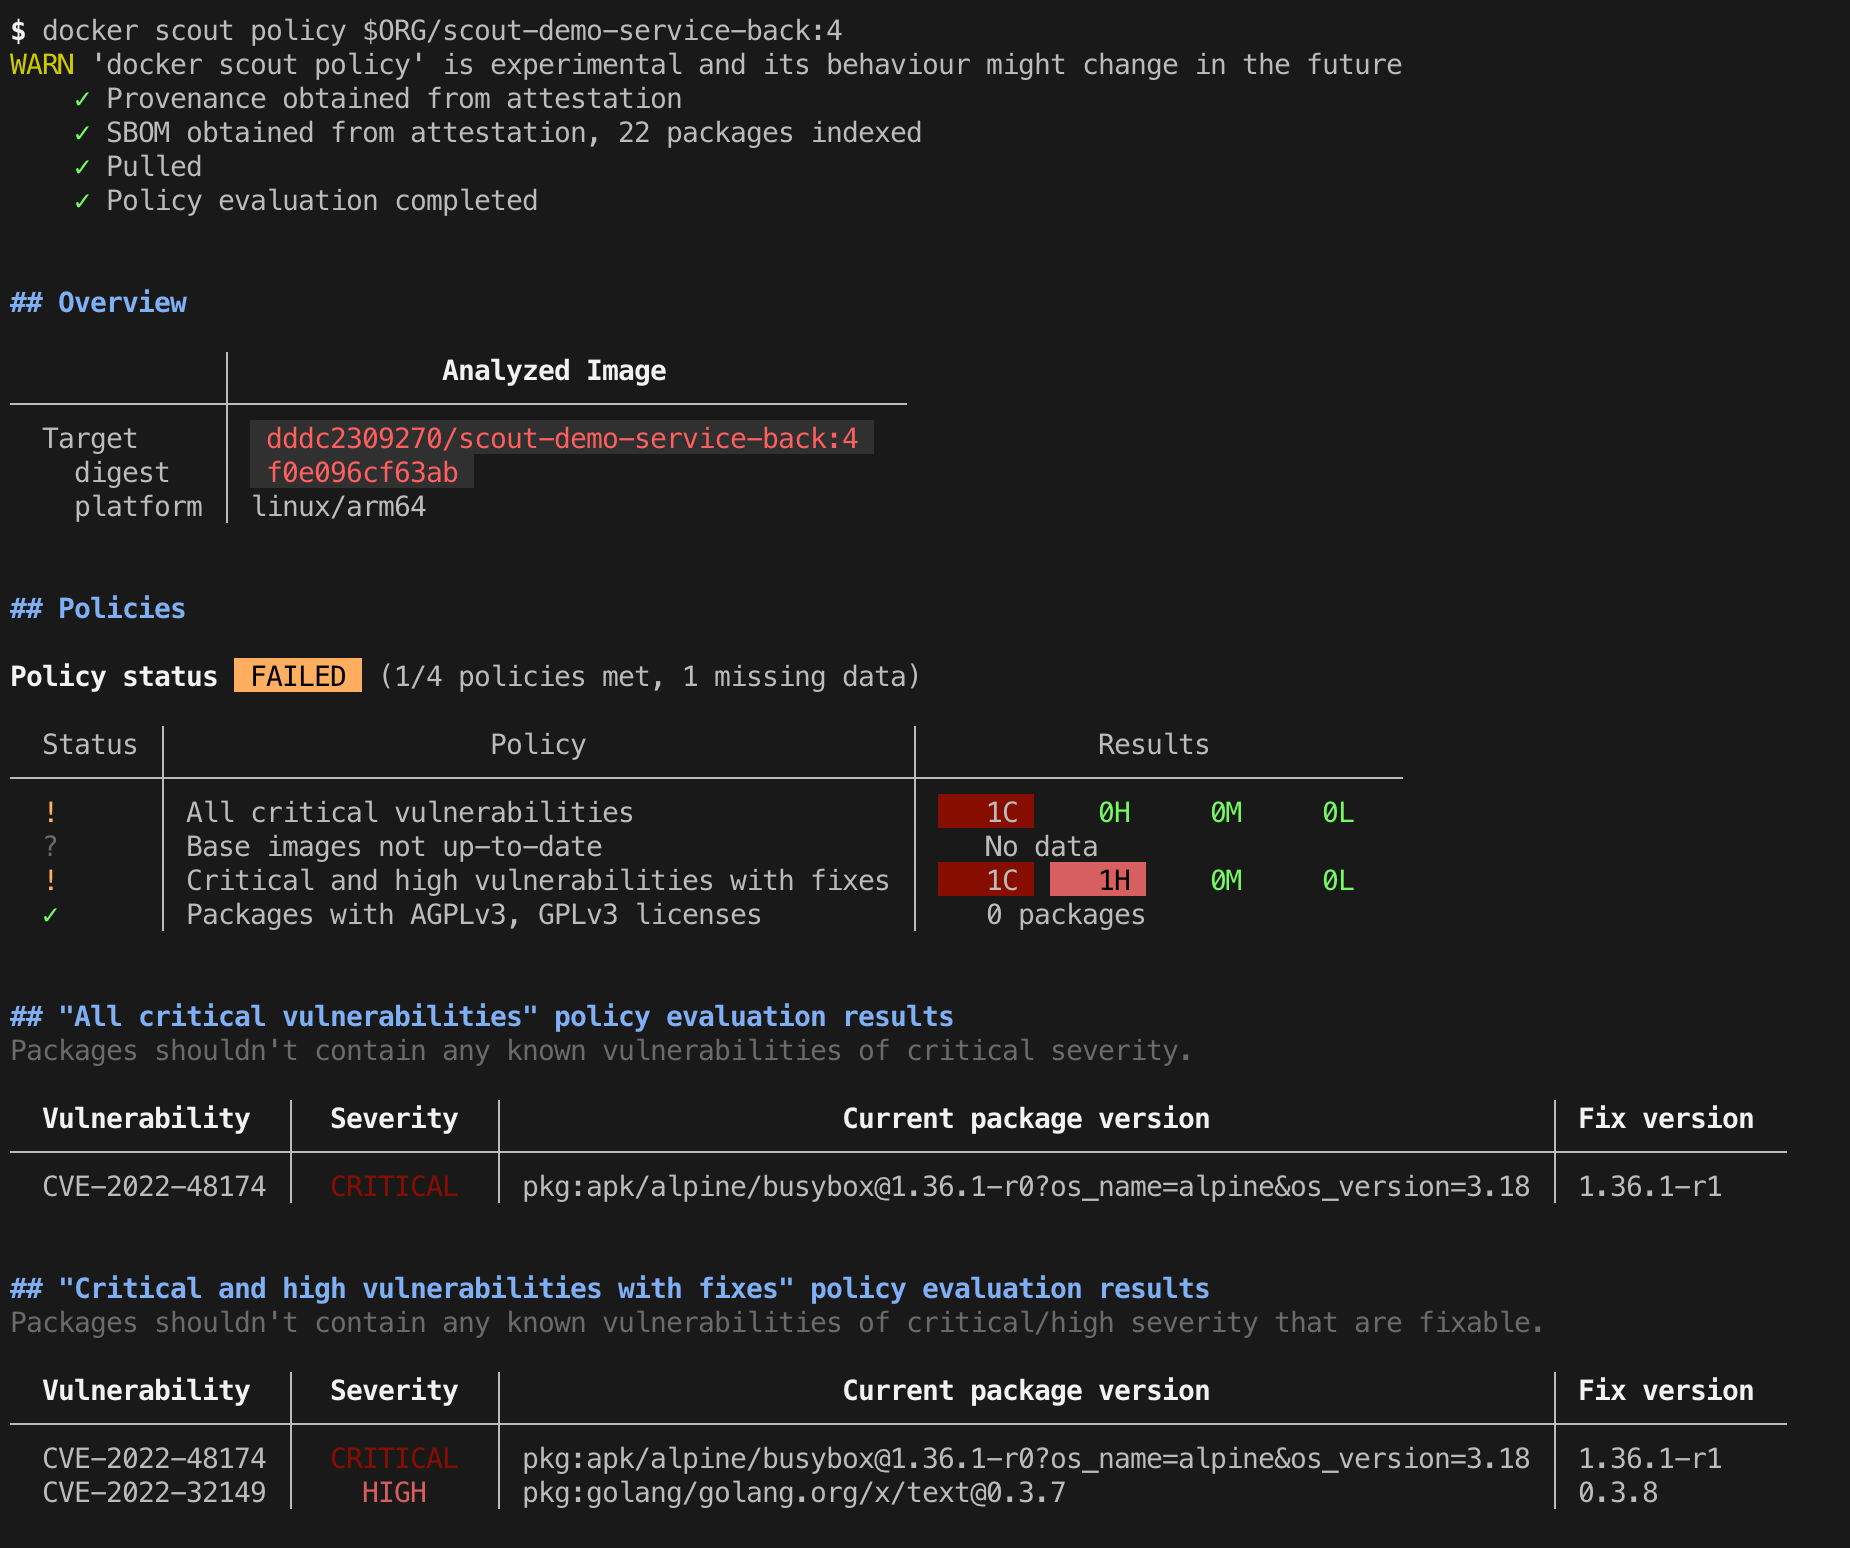 $ docker scout policy $ORG/scout-demo-service-back:4
WARN 'docker scout policy' is experimental and its behaviour might change in the future
✓ Provenance obtained from attestation
✓ SBOM obtained from attestation, 22 packages indexed
✓ Pulled
✓ Policy evaluation completed
## Overview
Analyzed Image
Target dddc2309270/scout-demo-service-back:4
digest f0e096cf63ab
platform linux/arm64
## Policies
Policy status FAILED (1/4 policies met, 1 missing data)
Status Policy Results
! All critical vulnerabilities 1C 0H 0M 0L
? Base images not up-to-date No data
! Critical and high vulnerabilities with fixes 1C 1H 0M 0L
✓ Packages with AGPLv3, GPLv3 licenses 0 packages
## "All critical vulnerabilities" policy evaluation results
Packages shouldn't contain any known vulnerabilities of critical severity.
Vulnerability Severity Current package version Fix version
CVE-2022-48174 CRITICAL pkg:apk/alpine/busybox@1.36.1-r0?os_name=alpine&os_version=3.18 1.36.1-r1
## "Critical and high vulnerabilities with fixes" policy evaluation results
Packages shouldn't contain any known vulnerabilities of critical/high severity that are fixable.
Vulnerability Severity Current package version Fix version
CVE-2022-48174 CRITICAL pkg:apk/alpine/busybox@1.36.1-r0?os_name=alpine&os_version=3.18 1.36.1-r1
CVE-2022-32149 HIGH pkg:golang/golang.org/x/text@0.3.7 0.3.8